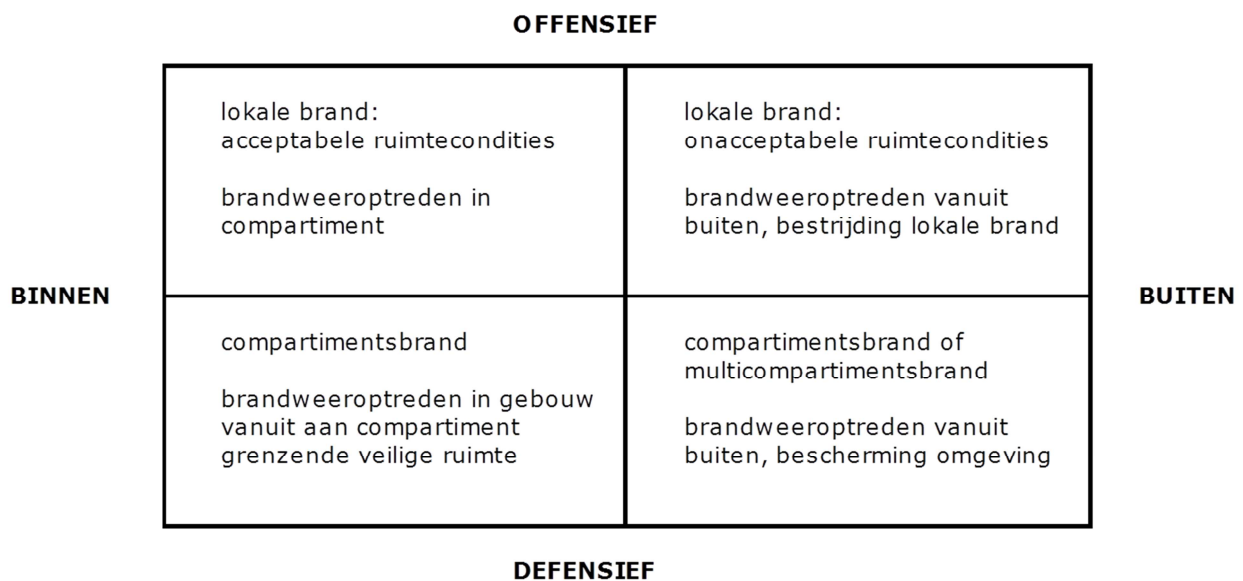 OFFENSIEF
lokale brand:
acceptabele ruimtecondities
brandweeroptreden in
compartiment
lokale brand:
onacceptabele ruimtecondities
brandweeroptreden vanuit
buiten, bestrijding lokale brand
BINNEN
BUITEN
compartimentsbrand
brandweeroptreden in gebouw
vanuit aan compartiment
grenzende veilige ruimte
compartimentsbrand of
multicompartimentsbrand
brandweeroptreden vanuit
buiten, bescherming omgeving
DEFENSIEF